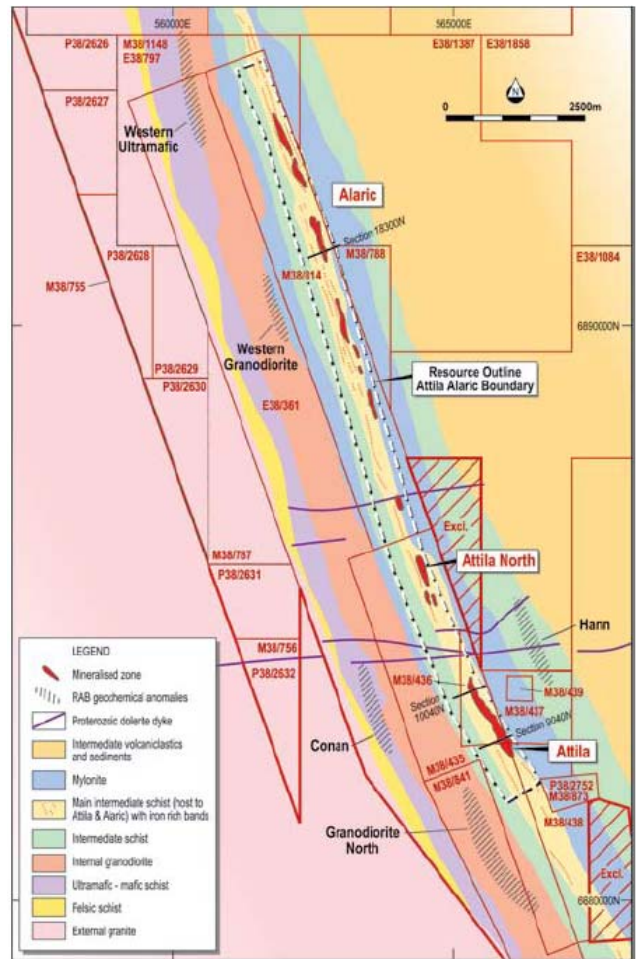 560000E
565000E
P38/2626
M38/1148
E38/797
E38/1387
E38/1858
P38/2627
N
0
2500m
Western
Ultramafic
Alaric
Section 18300N
P38/2628
M38/788
E38/1084
M38/814
M38/755
6890000N
Western
Granodiorite
P38/2629
P38/2630
Resource Outline
Attila Alaric Boundary
E38/361
Excl.
M38/757
P38/2631
Attila North
Hann
M38/756
P38/2632
M38/436
M38/439
M38/437
Section
10040N
Section 9040N
Conan
Attila
M38/435
M38/841
P38/2752
M38/873
M38/438
Granodiorite
North
Excl.
6880000N
LEGEND
Mineralised zone
RAB geochemical anomalies
Proterozoic dolerite dyke
Intermediate volcaniclastics
and sediments
Mylonite
Main intermediate schist (host to
Attila & Alaric) with iron rich bands
Intermediate schist
Internal granodiorite
Ultramafic - mafic schist
Felsic schist
External granite